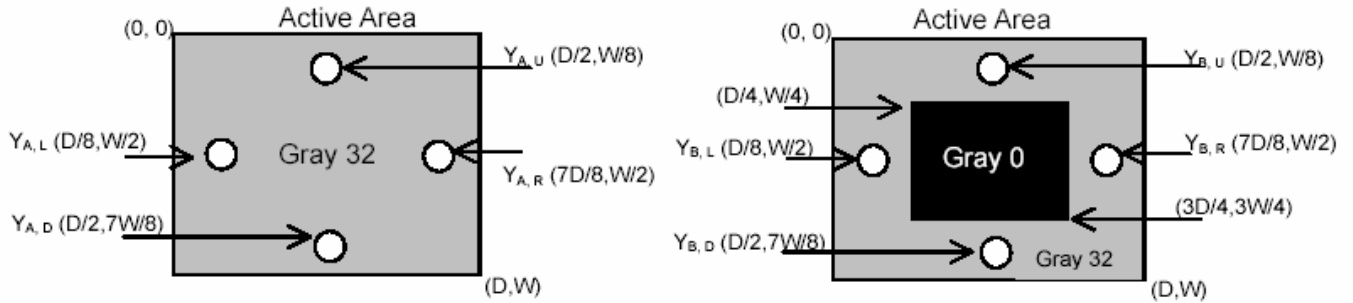 Active Area
(0, 0)
YA, U (D/2,W/8)
YA, L (D/8,W/2)
Gray 32
YA, R (7D/8,W/2)
YA, D (D/2,7W/8)
(D,W)
Active Area
(0, 0)
YB, U (D/2,W/8)
(D/4,W/4)
YB, L (D/8,W/2)
Gray 0
YB, R (7D/8,W/2)
(3D/4,3W/4)
YB, D (D/2,7W/8)
Gray 32
(D,W)